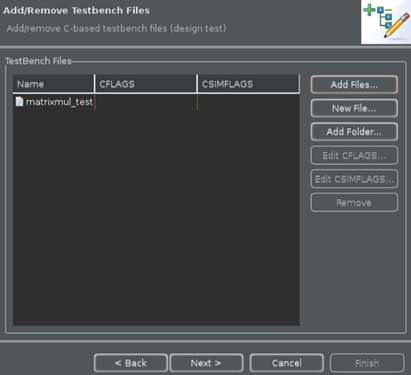 Add/Remove Testbench Files
Add/remove C-based testbench files (design test)
TestBench Files
Name CFLAGS CSIMFLAGS
matrixmul_test
Add Files...
New File...
Add Folder...
Edit CFLAGS...
Edit CSIMFLAGS...
Remove
< Back Next > Cancel Finish